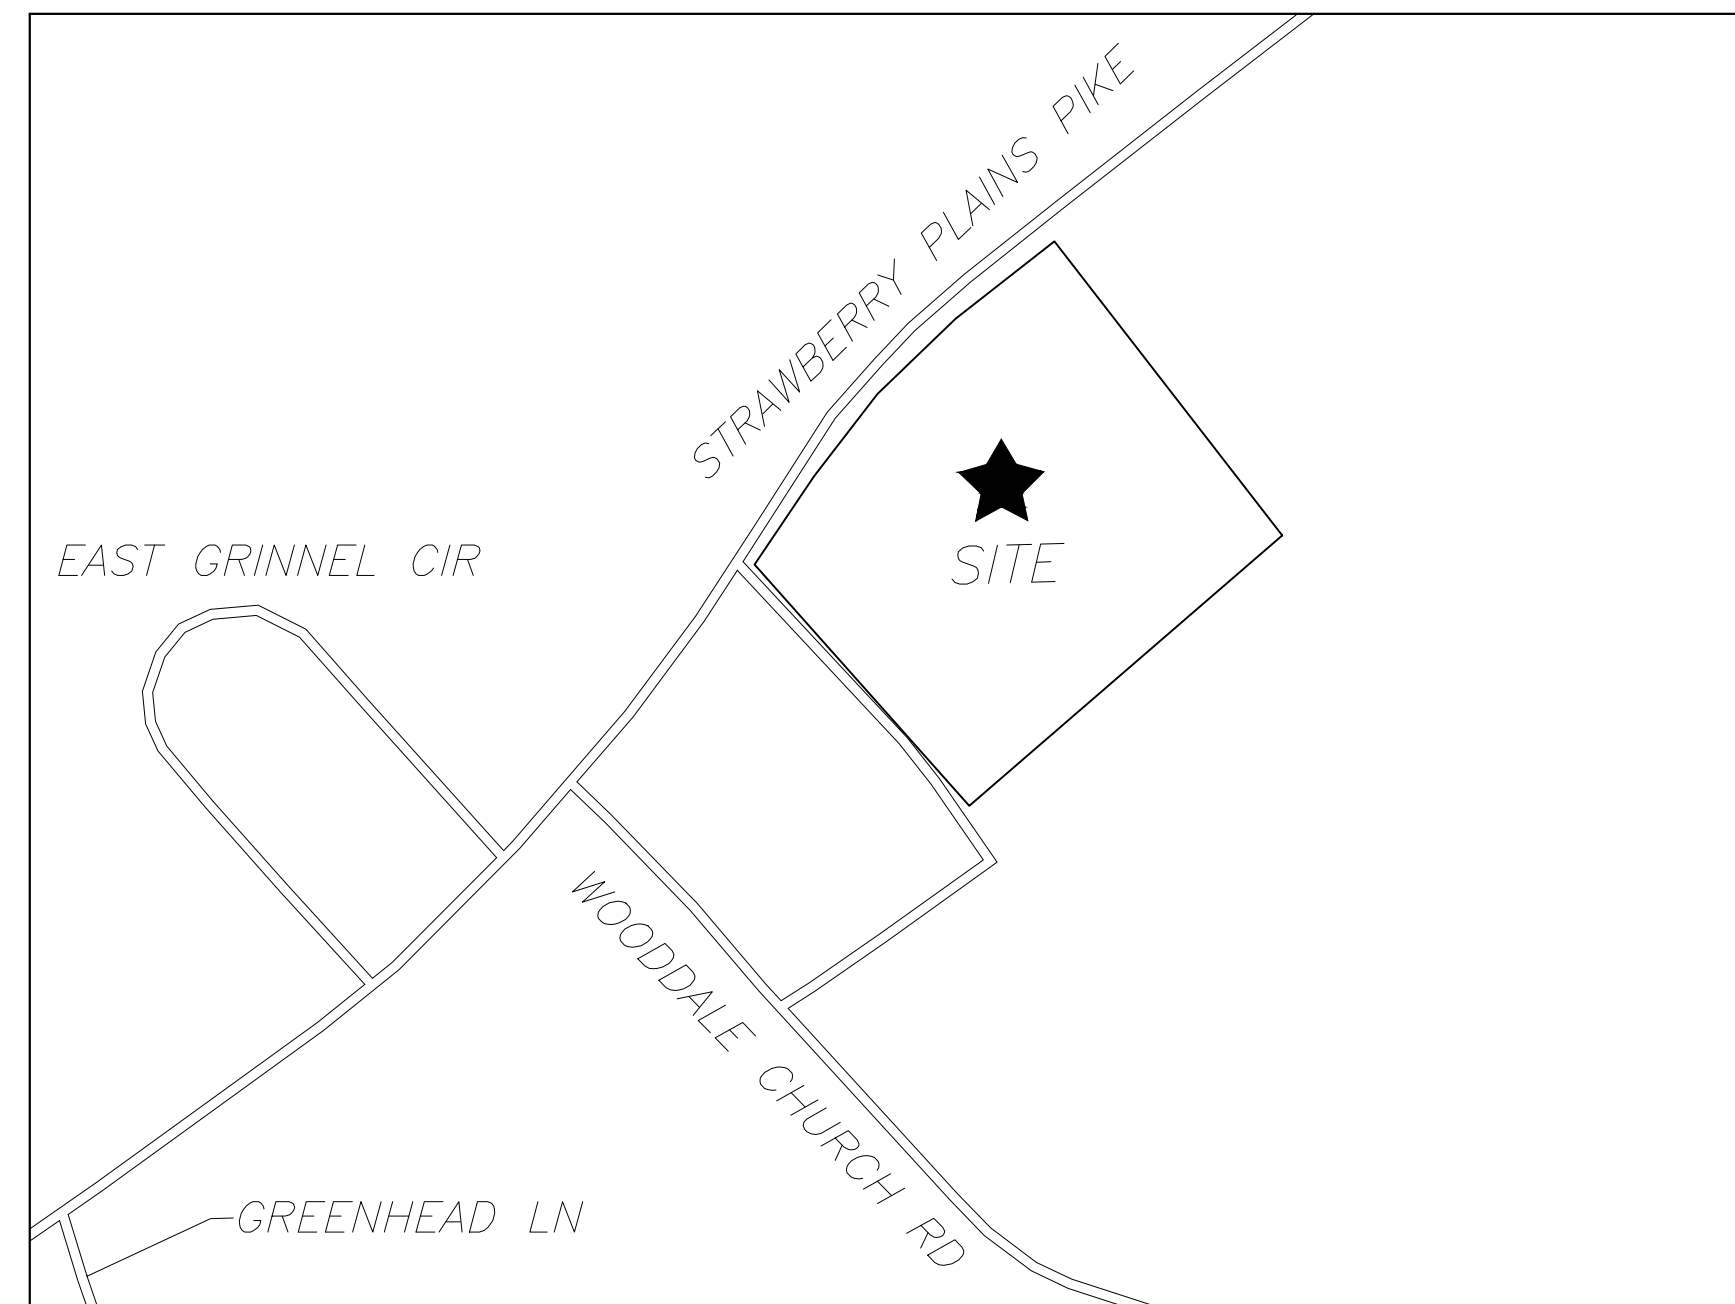 STRAWBERRY PLAINS PIKE
EAST GRINNEL CIR
SITE
WOODDALE CHURCH RD
GREENHEAD LN